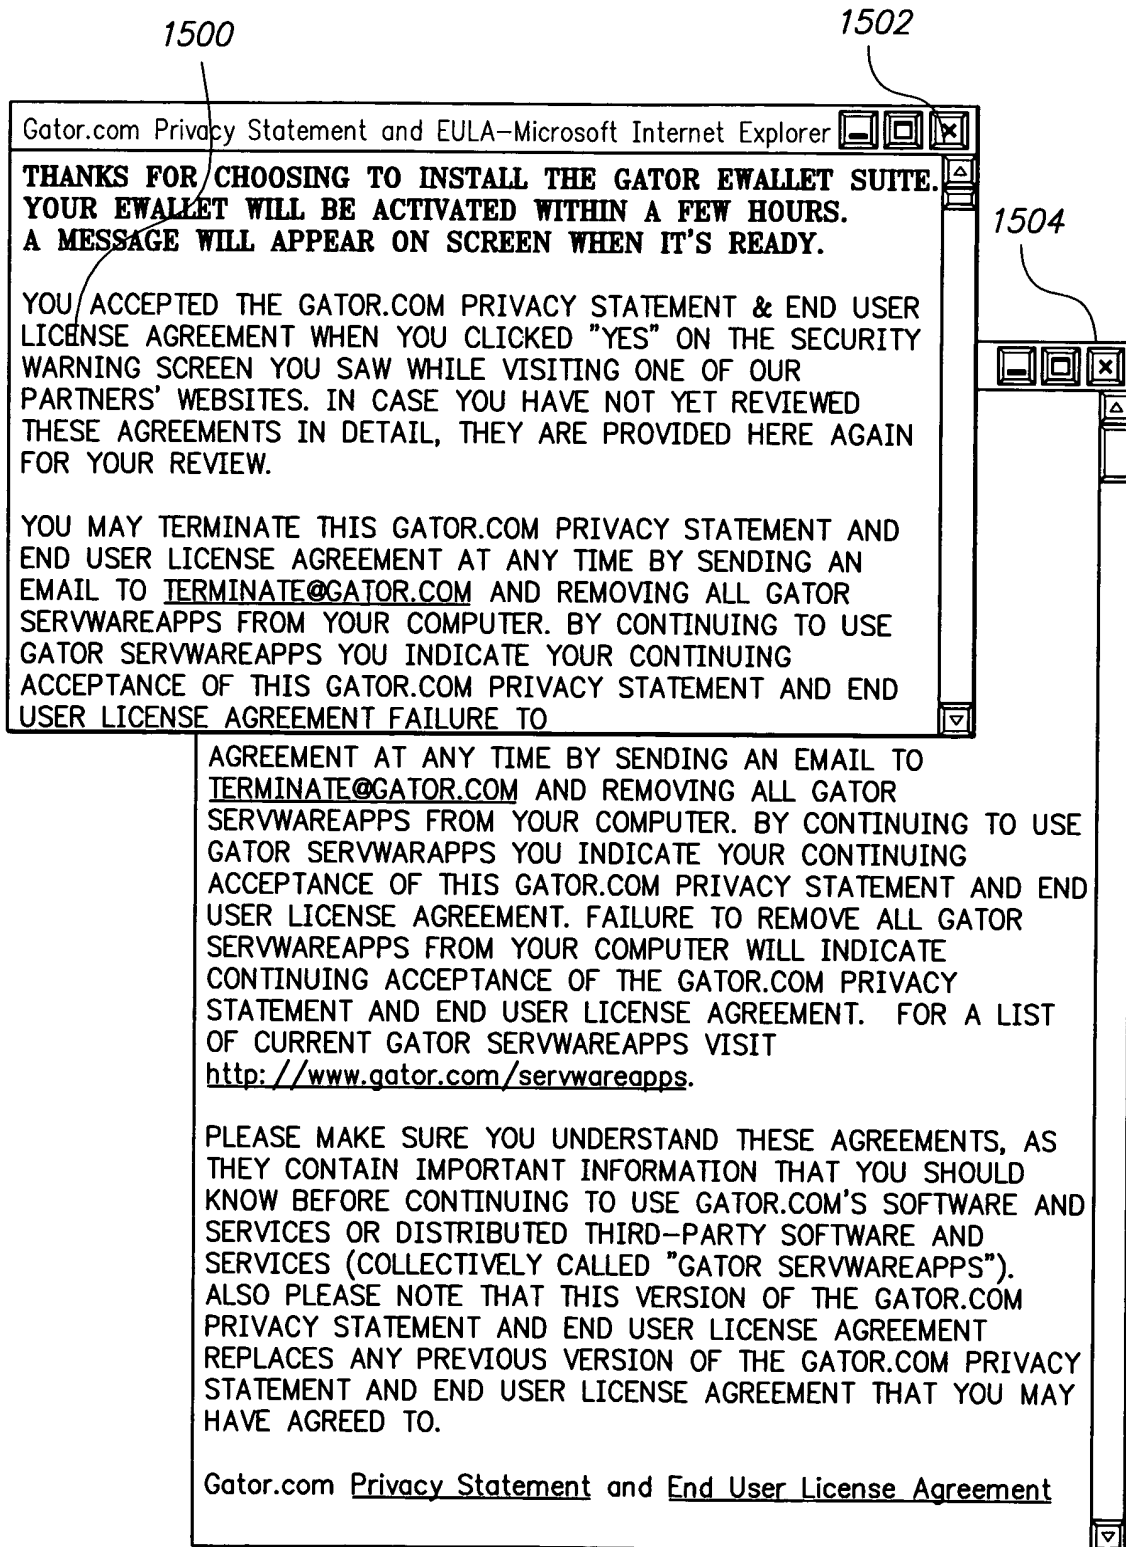 1500
1502
Gator.com Privacy Statement and EULA–Microsoft Internet Explorer
THANKS FOR CHOOSING TO INSTALL THE GATOR EWALLET SUITE.
YOUR EWALLET WILL BE ACTIVATED WITHIN A FEW HOURS.
A MESSAGE WILL APPEAR ON SCREEN WHEN IT'S READY.
1504
YOU ACCEPTED THE GATOR.COM PRIVACY STATEMENT & END USER
LICENSE AGREEMENT WHEN YOU CLICKED "YES" ON THE SECURITY
WARNING SCREEN YOU SAW WHILE VISITING ONE OF OUR
PARTNERS' WEBSITES. IN CASE YOU HAVE NOT YET REVIEWED
THESE AGREEMENTS IN DETAIL, THEY ARE PROVIDED HERE AGAIN
FOR YOUR REVIEW.
YOU MAY TERMINATE THIS GATOR.COM PRIVACY STATEMENT AND
END USER LICENSE AGREEMENT AT ANY TIME BY SENDING AN
EMAIL TO TERMINATE@GATOR.COM AND REMOVING ALL GATOR
SERVWAREAPPS FROM YOUR COMPUTER. BY CONTINUING TO USE
GATOR SERVWAREAPPS YOU INDICATE YOUR CONTINUING
ACCEPTANCE OF THIS GATOR.COM PRIVACY STATEMENT AND END
USER LICENSE AGREEMENT FAILURE TO
AGREEMENT AT ANY TIME BY SENDING AN EMAIL TO
TERMINATE@GATOR.COM AND REMOVING ALL GATOR
SERVWAREAPPS FROM YOUR COMPUTER. BY CONTINUING TO USE
GATOR SERVWARAPPS YOU INDICATE YOUR CONTINUING
ACCEPTANCE OF THIS GATOR.COM PRIVACY STATEMENT AND END
USER LICENSE AGREEMENT. FAILURE TO REMOVE ALL GATOR
SERVWAREAPPS FROM YOUR COMPUTER WILL INDICATE
CONTINUING ACCEPTANCE OF THE GATOR.COM PRIVACY
STATEMENT AND END USER LICENSE AGREEMENT. FOR A LIST
OF CURRENT GATOR SERVWAREAPPS VISIT
http://www.gator.com/servwareapps.
PLEASE MAKE SURE YOU UNDERSTAND THESE AGREEMENTS, AS
THEY CONTAIN IMPORTANT INFORMATION THAT YOU SHOULD
KNOW BEFORE CONTINUING TO USE GATOR.COM'S SOFTWARE AND
SERVICES OR DISTRIBUTED THIRD–PARTY SOFTWARE AND
SERVICES (COLLECTIVELY CALLED "GATOR SERVWAREAPPS").
ALSO PLEASE NOTE THAT THIS VERSION OF THE GATOR.COM
PRIVACY STATEMENT AND END USER LICENSE AGREEMENT
REPLACES ANY PREVIOUS VERSION OF THE GATOR.COM PRIVACY
STATEMENT AND END USER LICENSE AGREEMENT THAT YOU MAY
HAVE AGREED TO.
Gator.com Privacy Statement and End User License Agreement